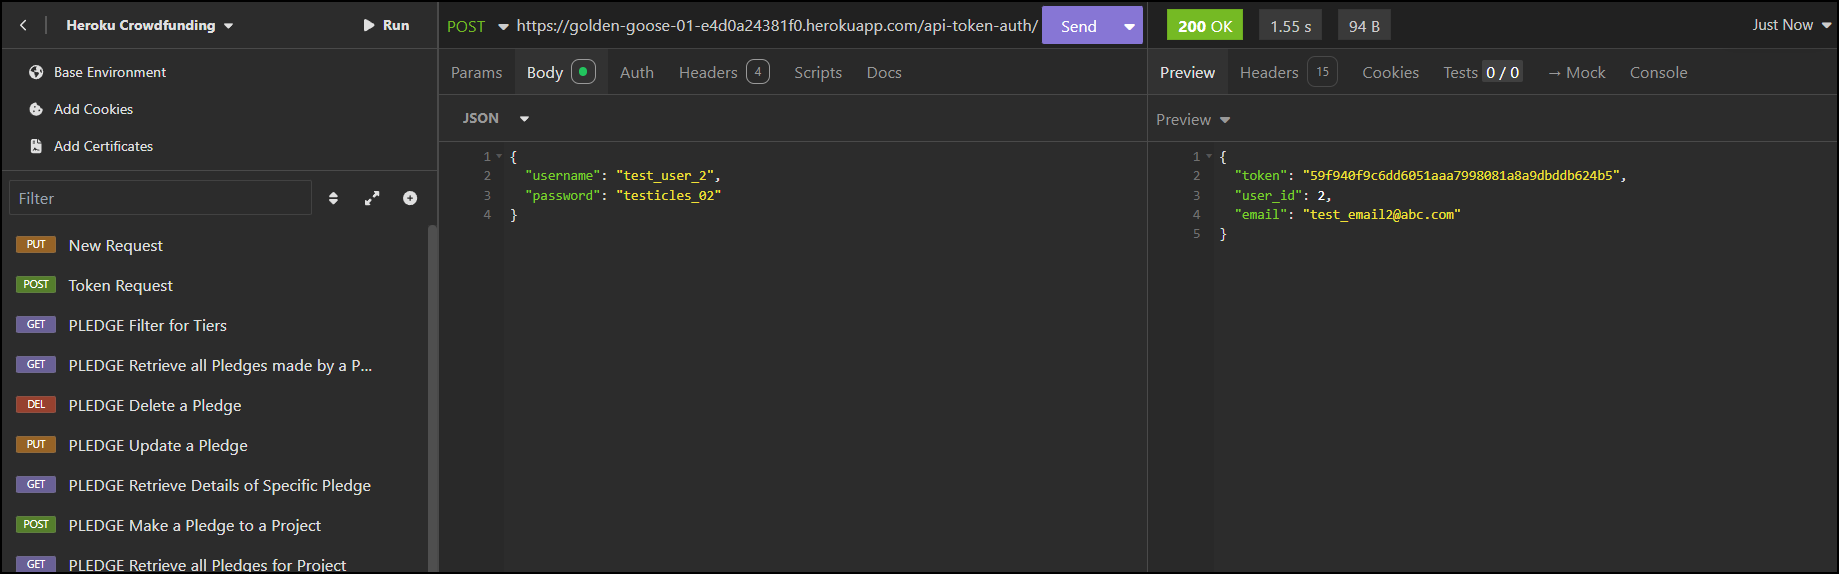 Heroku Crowdfunding
Run
Base Environment
Add Cookies
Add Certificates
Filter
PUT New Request
POST Token Request
GET PLEDGE Filter for Tiers
GET PLEDGE Retrieve all Pledges made by a P...
DEL PLEDGE Delete a Pledge
PUT PLEDGE Update a Pledge
GET PLEDGE Retrieve Details of Specific Pledge
POST PLEDGE Make a Pledge to a Project
GET PLEDGE Retrieve all Pledges for Project
POST https://golden-goose-01-e4d0a24381f0.herokuapp.com/api-token-auth/ Send
Params Body Auth Headers 4 Scripts Docs
JSON
1 {
2 "username": "test_user_2",
3 "password": "testicles_02"
4 }
200 OK 1.55 s 94 B Just Now
Preview Headers 15 Cookies Tests 0 / 0 → Mock Console
Preview
1 {
2 "token": "59f940f9c6dd6051aaa7998081a8a9dbddb624b5",
3 "user_id": 2,
4 "email": "test_email2@abc.com"
5 }